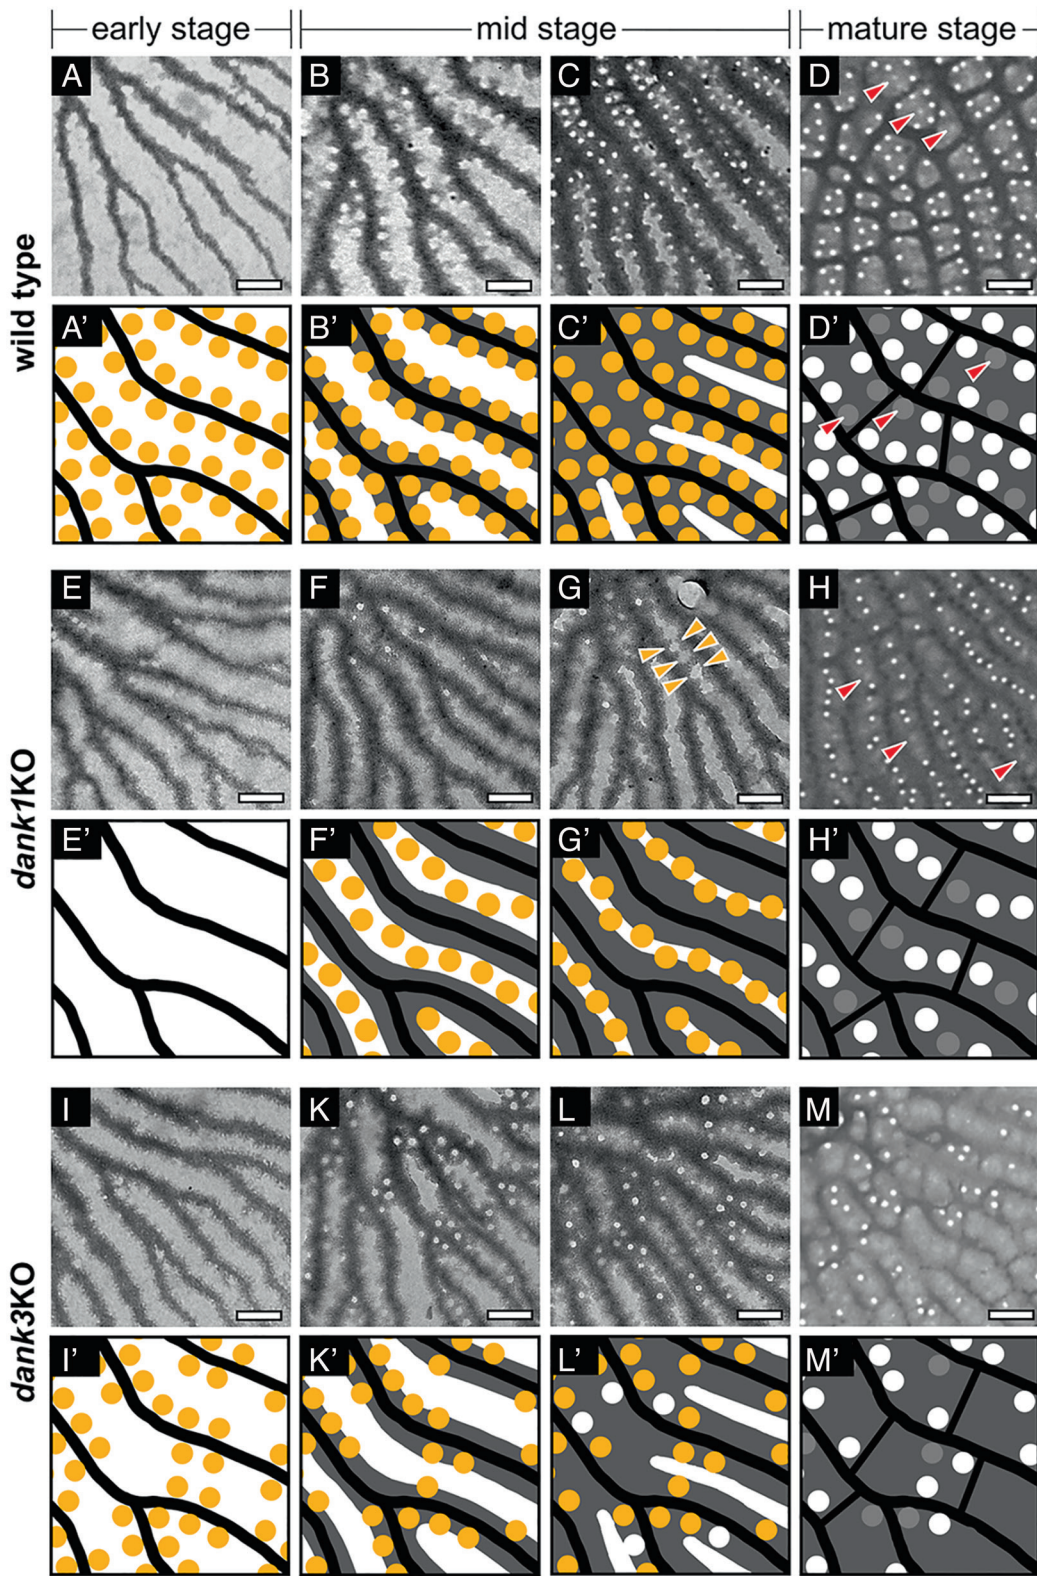 early stage
mid stage
mature stage
wild type
A
B
C
D
A'
B'
C'
D'
dank1KO
E
F
G
H
E'
F'
G'
H'
dank3KO
I
K
L
M
I'
K'
L'
M'